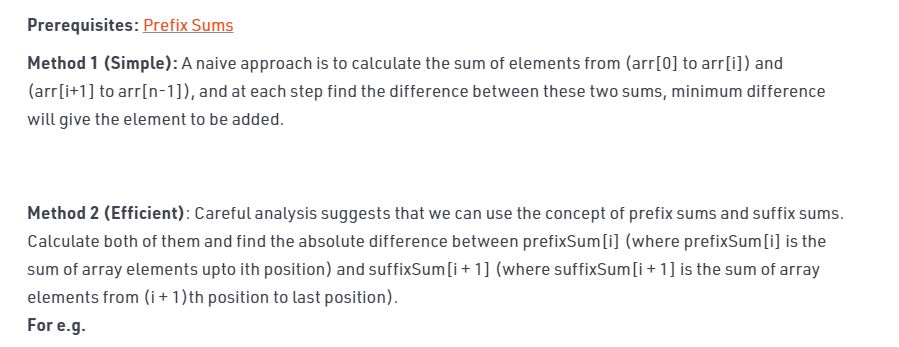 Prerequisites: Prefix Sums
Method 1 (Simple): A naive approach is to calculate the sum of elements from (arr[0] to arr[i]) and
(arr[i+1] to arr[n-1]), and at each step find the difference between these two sums, minimum difference
will give the element to be added.
Method 2 (Efficient): Careful analysis suggests that we can use the concept of prefix sums and suffix sums.
Calculate both of them and find the absolute difference between prefixSum[i] (where prefixSum[i] is the
sum of array elements upto ith position) and suffixSum[i + 1] (where suffixSum[i + 1] is the sum of array
elements from (i + 1)th position to last position).
For e.g.